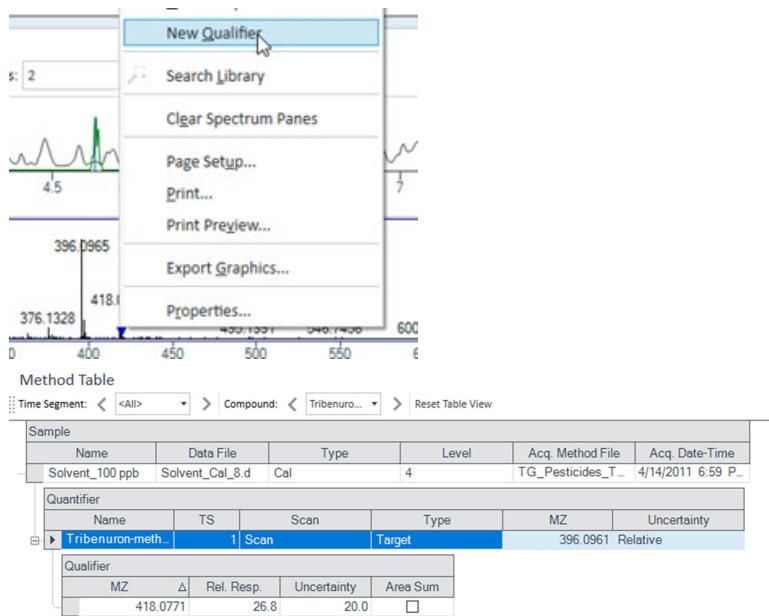 New Qualifier
s: 2
Search Library
Clear Spectrum Panes
Page Setup...
4.5 7
Print...
Print Preview...
396.0965
Export Graphics...
418.0
376.1328
Properties...
600
400 450 500 550
Method Table
Time Segment: <All> Compound: Tribenuro... Reset Table View
Sample
Name Data File Type Level Acq. Method File Acq. Date-Time
Solvent_100 ppb Solvent_Cal_8.d Cal 4 TG_Pesticides_T... 4/14/2011 6:59 P...
Quantifier
Name TS Scan Type MZ Uncertainty
Tribenuron-meth... 1 Scan Target 396.0961 Relative
Qualifier
MZ Rel. Resp. Uncertainty Area Sum
418.0771 26.8 20.0